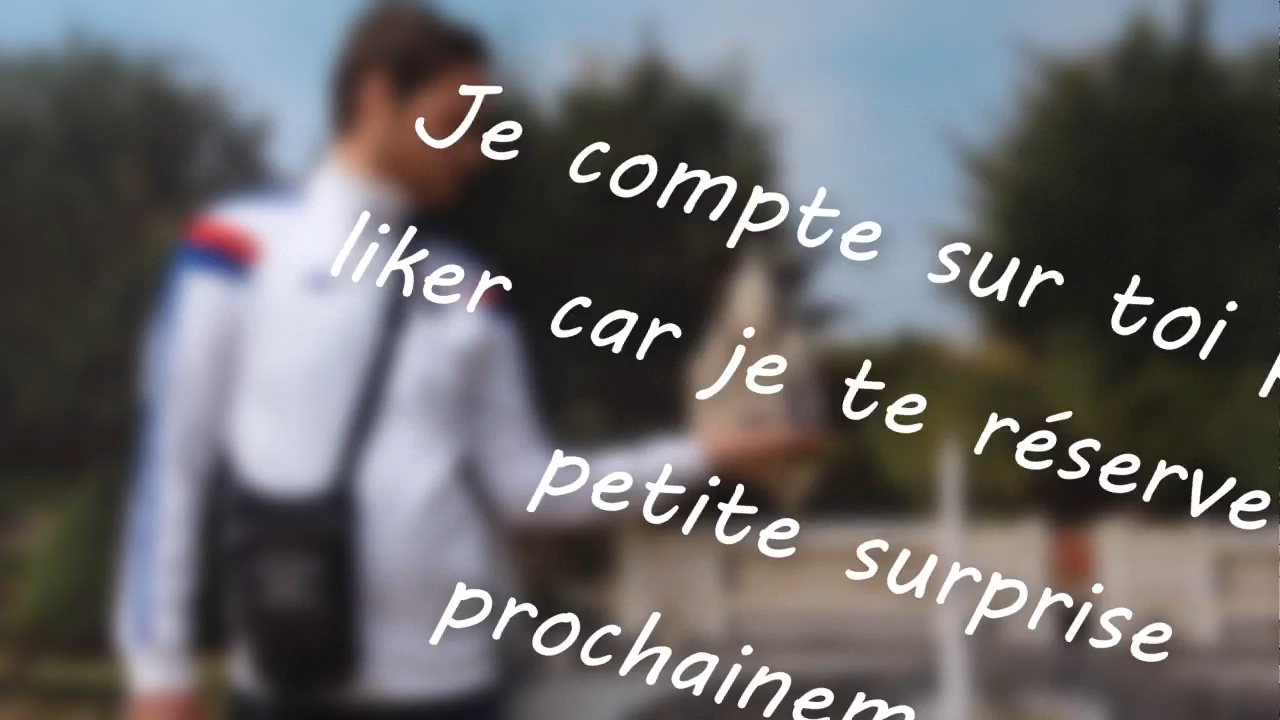 Je compte sur toi
liker car je te réserve
petite surprise
prochainem